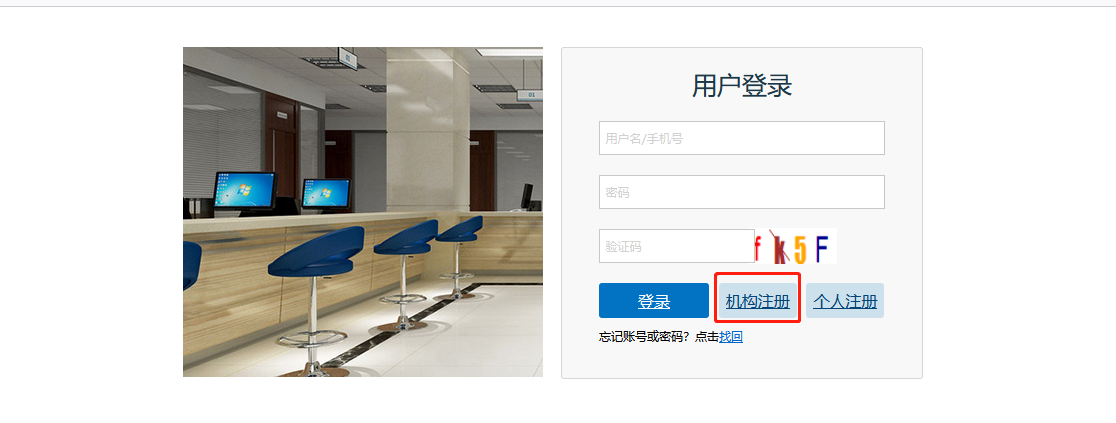 用户登录
用户名/手机号
密码
验证码 fk5F
登录 机构注册 个人注册
忘记账号或密码？点击找回